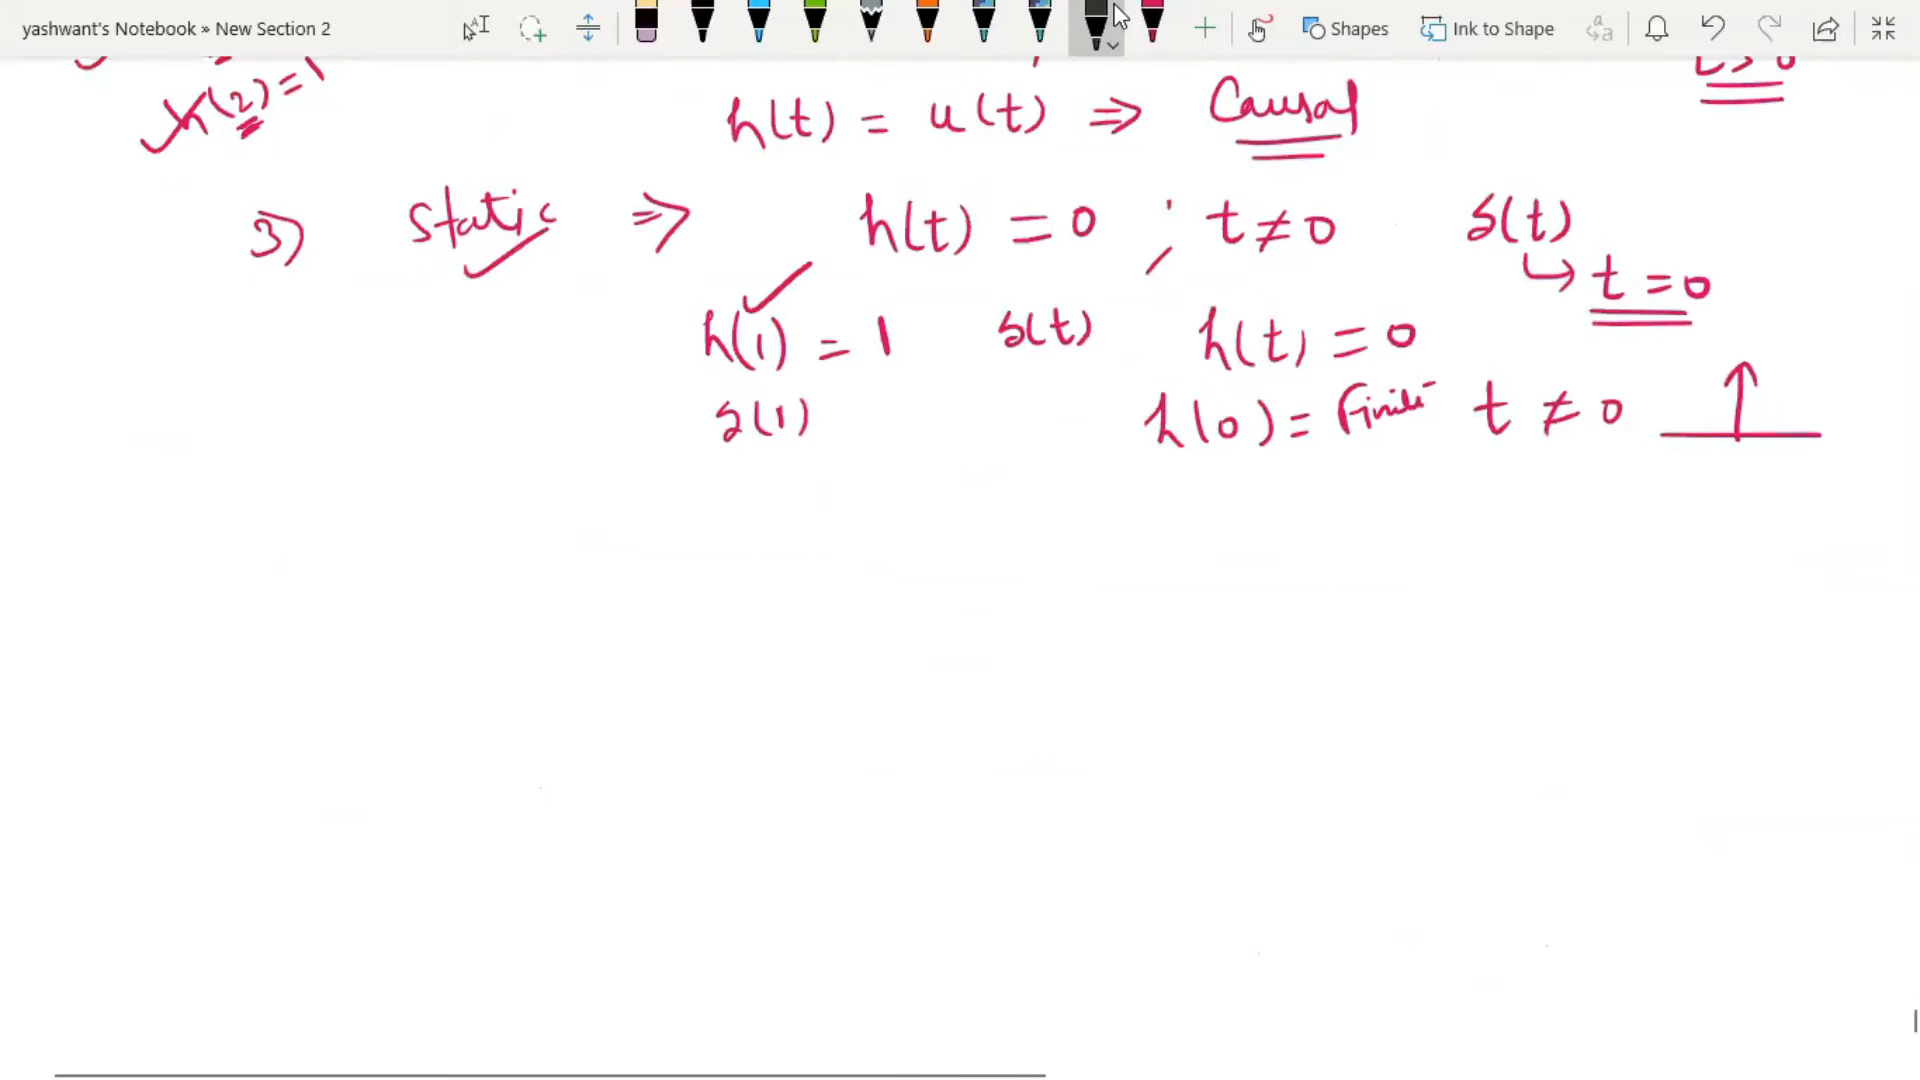 yashwant's Notebook » New Section 2
Shapes
Ink to Shape
h(2)=1
h(t) = u(t) ⇒ Causal
3) Static ⇒ h(t) = 0 ; t ≠ 0 δ(t)
↳ t = 0
h(1) = 1 δ(t) h(t) = 0
δ(1) h(0) = Finite t ≠ 0